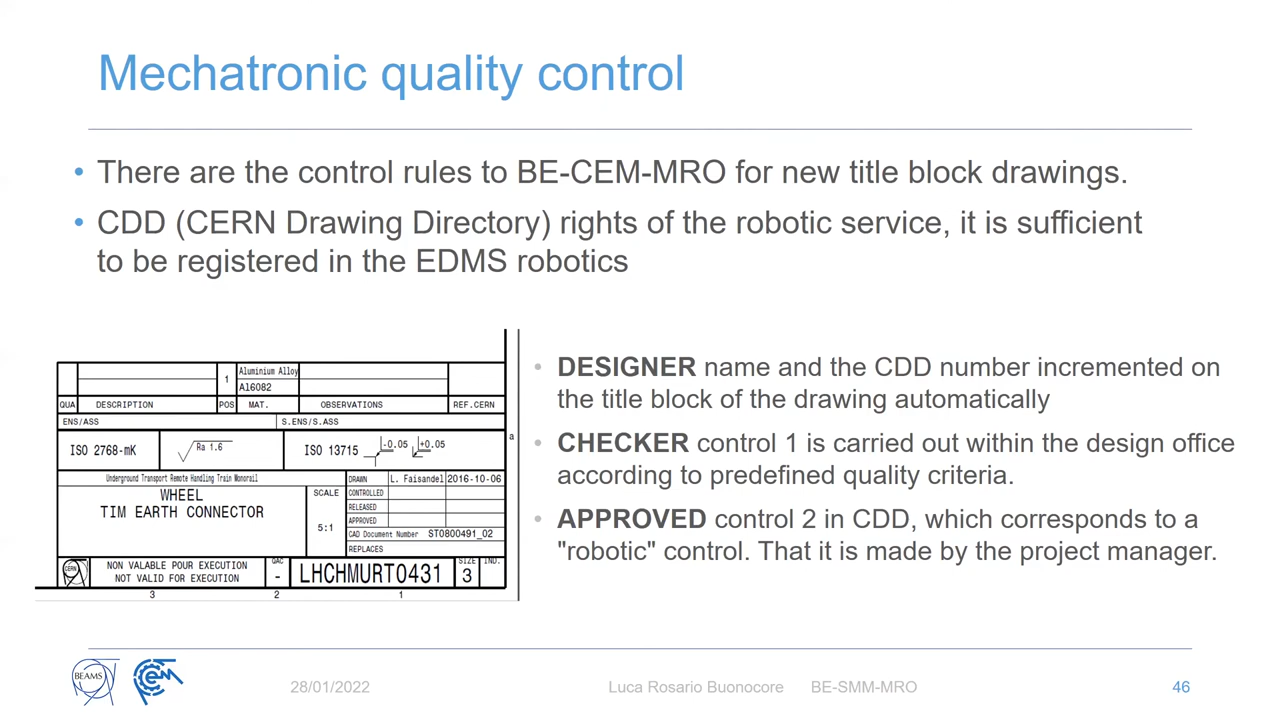 Mechatronic quality control
• There are the control rules to BE-CEM-MRO for new title block drawings.
• CDD (CERN Drawing Directory) rights of the robotic service, it is sufficient
to be registered in the EDMS robotics
1
Aluminium Alloy
Al6082
QUA DESCRIPTION POS MAT. OBSERVATIONS REF.CERN
ENS/ASS S.ENS/S.ASS
ISO 2768-mK Ra 1.6 ISO 13715 -0.05 +0.05
a
Underground Transport Remote Handling Train Monorail
WHEEL
TIM EARTH CONNECTOR
SCALE
5:1
DRAWN L. Faisandel 2016-10-06
CONTROLLED
RELEASED
APPROVED
CAD Document Number ST0800491_02
REPLACES
CERN
NON VALABLE POUR EXECUTION
NOT VALID FOR EXECUTION
QAC
-
LHCHMURT0431
SIZE IND.
3
3 2 1
• DESIGNER name and the CDD number incremented on
the title block of the drawing automatically
• CHECKER control 1 is carried out within the design office
according to predefined quality criteria.
• APPROVED control 2 in CDD, which corresponds to a
"robotic" control. That it is made by the project manager.
BEAMS
cem
28/01/2022
Luca Rosario Buonocore BE-SMM-MRO
46